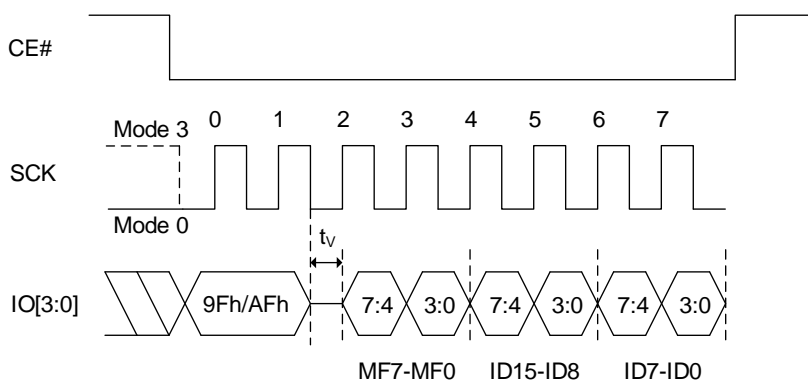 CE#
Mode 3 0 1 2 3 4 5 6 7
SCK
Mode 0
tV
IO[3:0] 9Fh/AFh 7:4 3:0 7:4 3:0 7:4 3:0
MF7-MF0 ID15-ID8 ID7-ID0